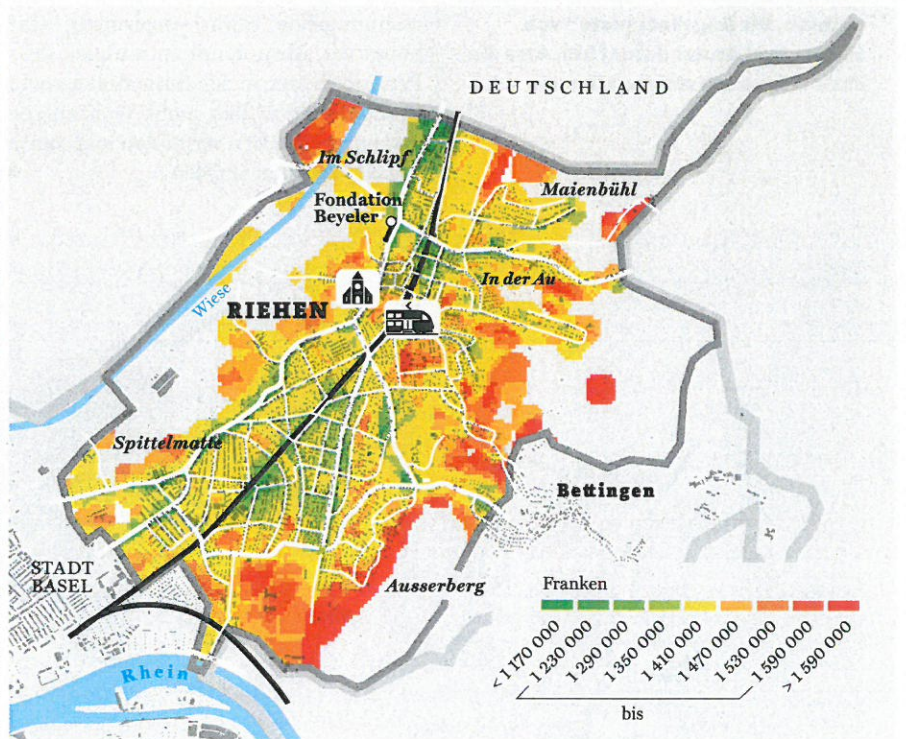 DEUTSCHLAND
Im Schlipf
Maienbühl
Fondation
Beyeler
In der Au
Wiese
RIEHEN
Spittelmatte
Bettingen
STADT
BASEL
Ausserberg
Franken
Rhein
< 1 170 000
1 230 000
1 290 000
1 350 000
1 410 000
1 470 000
1 530 000
1 590 000
> 1 590 000
bis